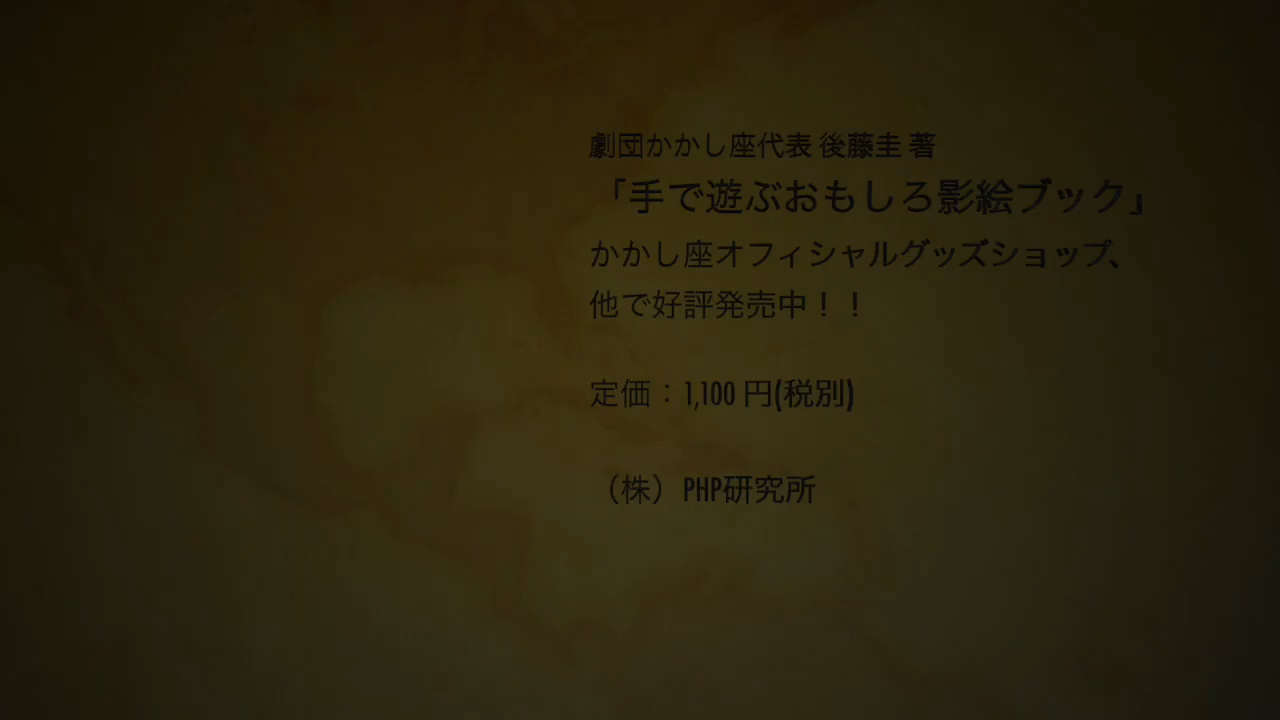 劇団かかし座代表 後藤圭 著
「手で遊ぶおもしろ影絵ブック」
かかし座オフィシャルグッズショップ、
他で好評発売中！！
定価：1,100 円(税別)
（株）PHP研究所